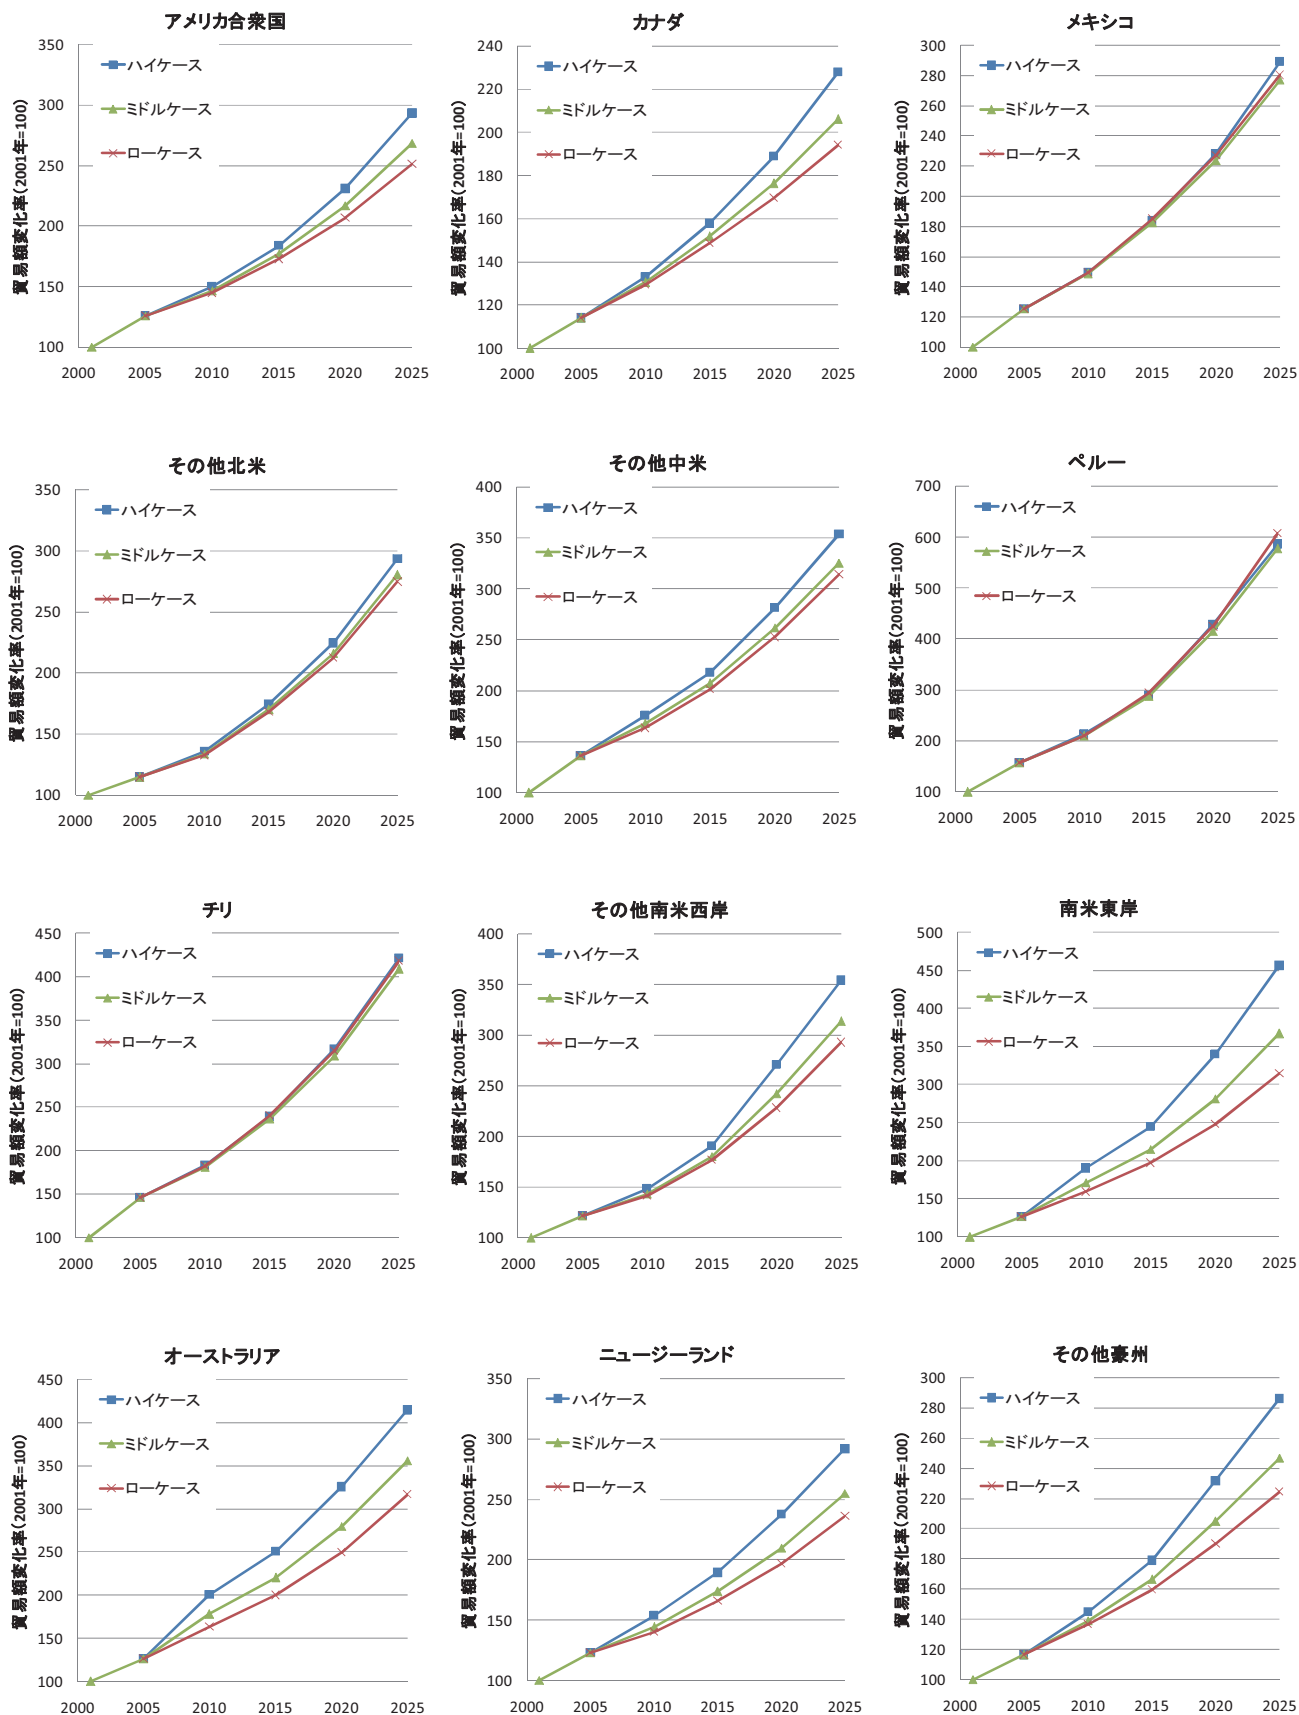 アメリカ合衆国
貿易額変化率(2001年=100)
350
300
250
200
150
100
ハイケース
ミドルケース
ローケース
2000 2005 2010 2015 2020 2025
カナダ
貿易額変化率(2001年=100)
240
220
200
180
160
140
120
100
ハイケース
ミドルケース
ローケース
2000 2005 2010 2015 2020 2025
メキシコ
貿易額変化率(2001年=100)
300
280
260
240
220
200
180
160
140
120
100
ハイケース
ミドルケース
ローケース
2000 2005 2010 2015 2020 2025
その他北米
貿易額変化率(2001年=100)
350
300
250
200
150
100
ハイケース
ミドルケース
ローケース
2000 2005 2010 2015 2020 2025
その他中米
貿易額変化率(2001年=100)
400
350
300
250
200
150
100
ハイケース
ミドルケース
ローケース
2000 2005 2010 2015 2020 2025
ペルー
貿易額変化率(2001年=100)
700
600
500
400
300
200
100
ハイケース
ミドルケース
ローケース
2000 2005 2010 2015 2020 2025
チリ
貿易額変化率(2001年=100)
450
400
350
300
250
200
150
100
ハイケース
ミドルケース
ローケース
2000 2005 2010 2015 2020 2025
その他南米西岸
貿易額変化率(2001年=100)
400
350
300
250
200
150
100
ハイケース
ミドルケース
ローケース
2000 2005 2010 2015 2020 2025
南米東岸
貿易額変化率(2001年=100)
500
450
400
350
300
250
200
150
100
ハイケース
ミドルケース
ローケース
2000 2005 2010 2015 2020 2025
オーストラリア
貿易額変化率(2001年=100)
450
400
350
300
250
200
150
100
ハイケース
ミドルケース
ローケース
2000 2005 2010 2015 2020 2025
ニュージーランド
貿易額変化率(2001年=100)
350
300
250
200
150
100
ハイケース
ミドルケース
ローケース
2000 2005 2010 2015 2020 2025
その他豪州
貿易額変化率(2001年=100)
300
280
260
240
220
200
180
160
140
120
100
ハイケース
ミドルケース
ローケース
2000 2005 2010 2015 2020 2025